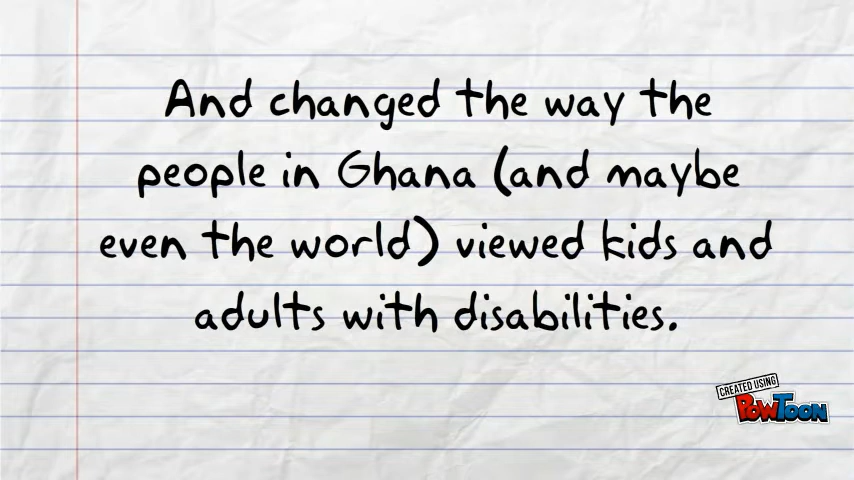 And changed the way the
people in Ghana (and maybe
even the world) viewed kids and
adults with disabilities.
CREATED USING
POWTOON